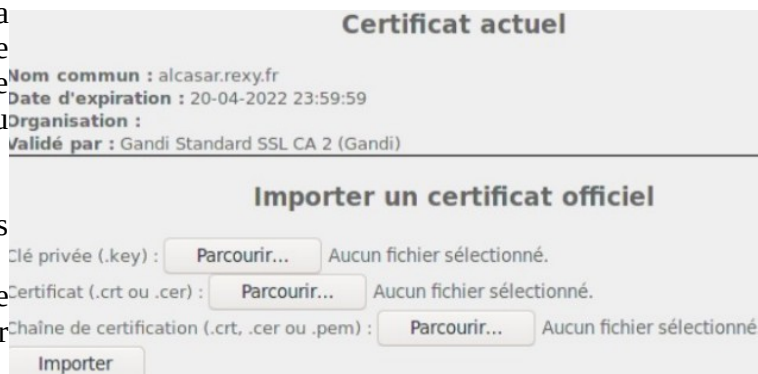 Certificat actuel
Nom commun : alcasar.rexy.fr
Date d'expiration : 20-04-2022 23:59:59
Organisation :
Validé par : Gandi Standard SSL CA 2 (Gandi)
Importer un certificat officiel
Clé privée (.key) : Parcourir... Aucun fichier sélectionné.
Certificat (.crt ou .cer) : Parcourir... Aucun fichier sélectionné.
Chaîne de certification (.crt, .cer ou .pem) : Parcourir... Aucun fichier sélectionné
Importer